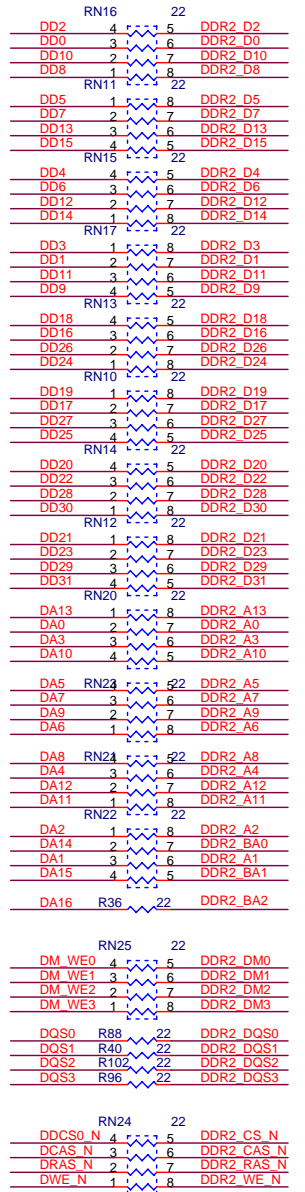 RN16 22
DD2 4 5 DDR2_D2
DD0 3 6 DDR2_D0
DD10 2 7 DDR2_D10
DD8 1 8 DDR2_D8
RN11 22
DD5 1 8 DDR2_D5
DD7 2 7 DDR2_D7
DD13 3 6 DDR2_D13
DD15 4 5 DDR2_D15
RN15 22
DD4 4 5 DDR2_D4
DD6 3 6 DDR2_D6
DD12 2 7 DDR2_D12
DD14 1 8 DDR2_D14
RN17 22
DD3 1 8 DDR2_D3
DD1 2 7 DDR2_D1
DD11 3 6 DDR2_D11
DD9 4 5 DDR2_D9
RN13 22
DD18 4 5 DDR2_D18
DD16 3 6 DDR2_D16
DD26 2 7 DDR2_D26
DD24 1 8 DDR2_D24
RN10 22
DD19 1 8 DDR2_D19
DD17 2 7 DDR2_D17
DD27 3 6 DDR2_D27
DD25 4 5 DDR2_D25
RN14 22
DD20 4 5 DDR2_D20
DD22 3 6 DDR2_D22
DD28 2 7 DDR2_D28
DD30 1 8 DDR2_D30
RN12 22
DD21 1 8 DDR2_D21
DD23 2 7 DDR2_D23
DD29 3 6 DDR2_D29
DD31 4 5 DDR2_D31
RN20 22
DA13 1 8 DDR2_A13
DA0 2 7 DDR2_A0
DA3 3 6 DDR2_A3
DA10 4 5 DDR2_A10
DA5 RN23 4 5 22 DDR2_A5
DA7 3 6 DDR2_A7
DA9 2 7 DDR2_A9
DA6 1 8 DDR2_A6
DA8 RN21 4 5 22 DDR2_A8
DA4 3 6 DDR2_A4
DA12 2 7 DDR2_A12
DA11 1 8 DDR2_A11
RN22 22
DA2 1 8 DDR2_A2
DA14 2 7 DDR2_BA0
DA1 3 6 DDR2_A1
DA15 4 5 DDR2_BA1
DA16 R36 22 DDR2_BA2
RN25 22
DM_WE0 4 5 DDR2_DM0
DM_WE1 3 6 DDR2_DM1
DM_WE2 2 7 DDR2_DM2
DM_WE3 1 8 DDR2_DM3
DQS0 R88 22 DDR2_DQS0
DQS1 R40 22 DDR2_DQS1
DQS2 R102 22 DDR2_DQS2
DQS3 R96 22 DDR2_DQS3
RN24 22
DDCS0_N 4 5 DDR2_CS_N
DCAS_N 3 6 DDR2_CAS_N
DRAS_N 2 7 DDR2_RAS_N
DWE_N 1 8 DDR2_WE_N